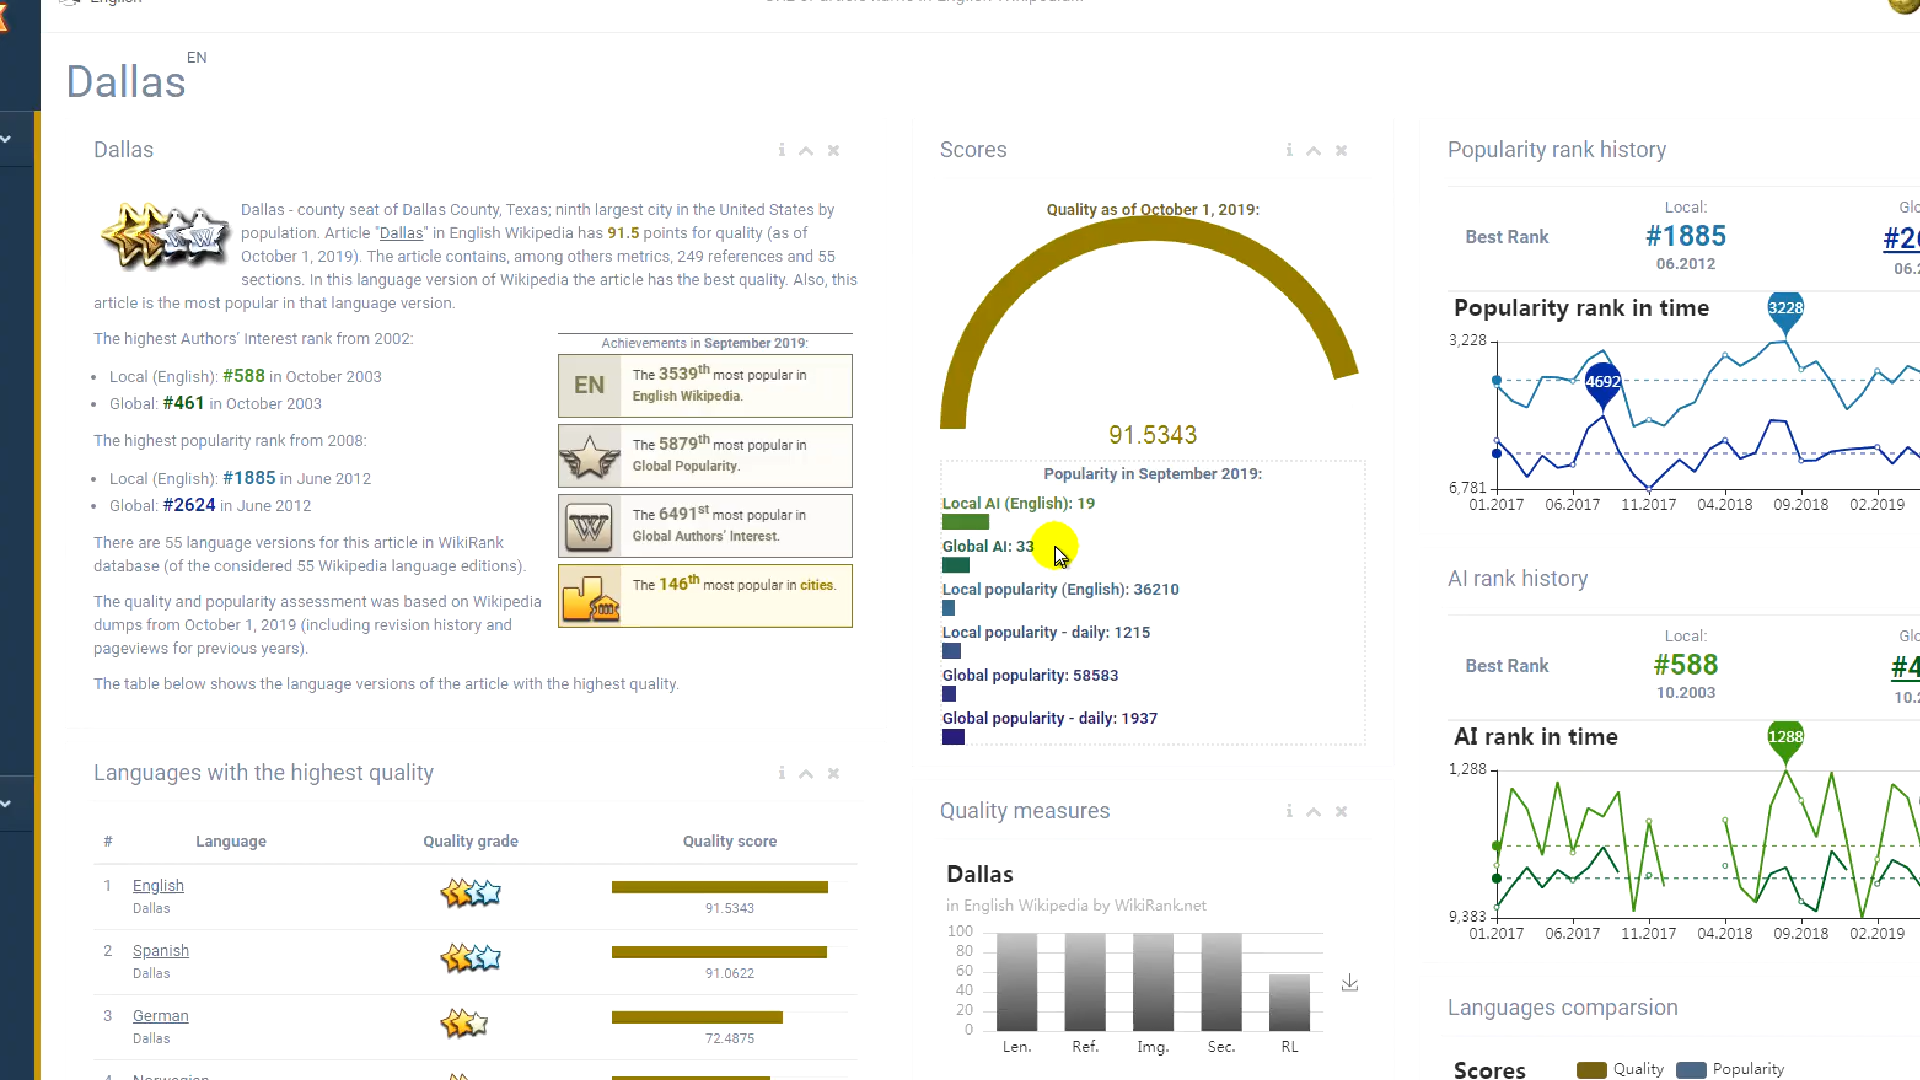 English
EN
Dallas
Dallas
Dallas - county seat of Dallas County, Texas; ninth largest city in the United States by
population. Article "Dallas" in English Wikipedia has 91.5 points for quality (as of
October 1, 2019). The article contains, among others metrics, 249 references and 55
sections. In this language version of Wikipedia the article has the best quality. Also, this
article is the most popular in that language version.
The highest Authors' Interest rank from 2002:
Local (English): #588 in October 2003
Global: #461 in October 2003
The highest popularity rank from 2008:
Local (English): #1885 in June 2012
Global: #2624 in June 2012
There are 55 language versions for this article in WikiRank
database (of the considered 55 Wikipedia language editions).
The quality and popularity assessment was based on Wikipedia
dumps from October 1, 2019 (including revision history and
pageviews for previous years).
The table below shows the language versions of the article with the highest quality.
Achievements in September 2019:
EN
The 3539th most popular in
English Wikipedia.
The 5879th most popular in
Global Popularity.
W
The 6491st most popular in
Global Authors' Interest.
The 146th most popular in cities.
Languages with the highest quality
# Language Quality grade Quality score
1 English
Dallas
91.5343
2 Spanish
Dallas
91.0622
3 German
Dallas
72.4875
4 Norwegian
Scores
Quality as of October 1, 2019:
91.5343
Popularity in September 2019:
Local AI (English): 19
Global AI: 33
Local popularity (English): 36210
Local popularity - daily: 1215
Global popularity: 58583
Global popularity - daily: 1937
Quality measures
Dallas
in English Wikipedia by WikiRank.net
100
80
60
40
20
0
Len. Ref. Img. Sec. RL
Popularity rank history
Local:
Best Rank #1885
06.2012
Popularity rank in time
3228
3,228
4692
6,781
01.2017 06.2017 11.2017 04.2018 09.2018 02.2019
AI rank history
Local:
Best Rank #588
10.2003
AI rank in time
1288
1,288
9,383
01.2017 06.2017 11.2017 04.2018 09.2018 02.2019
Languages comparsion
Scores Quality Popularity